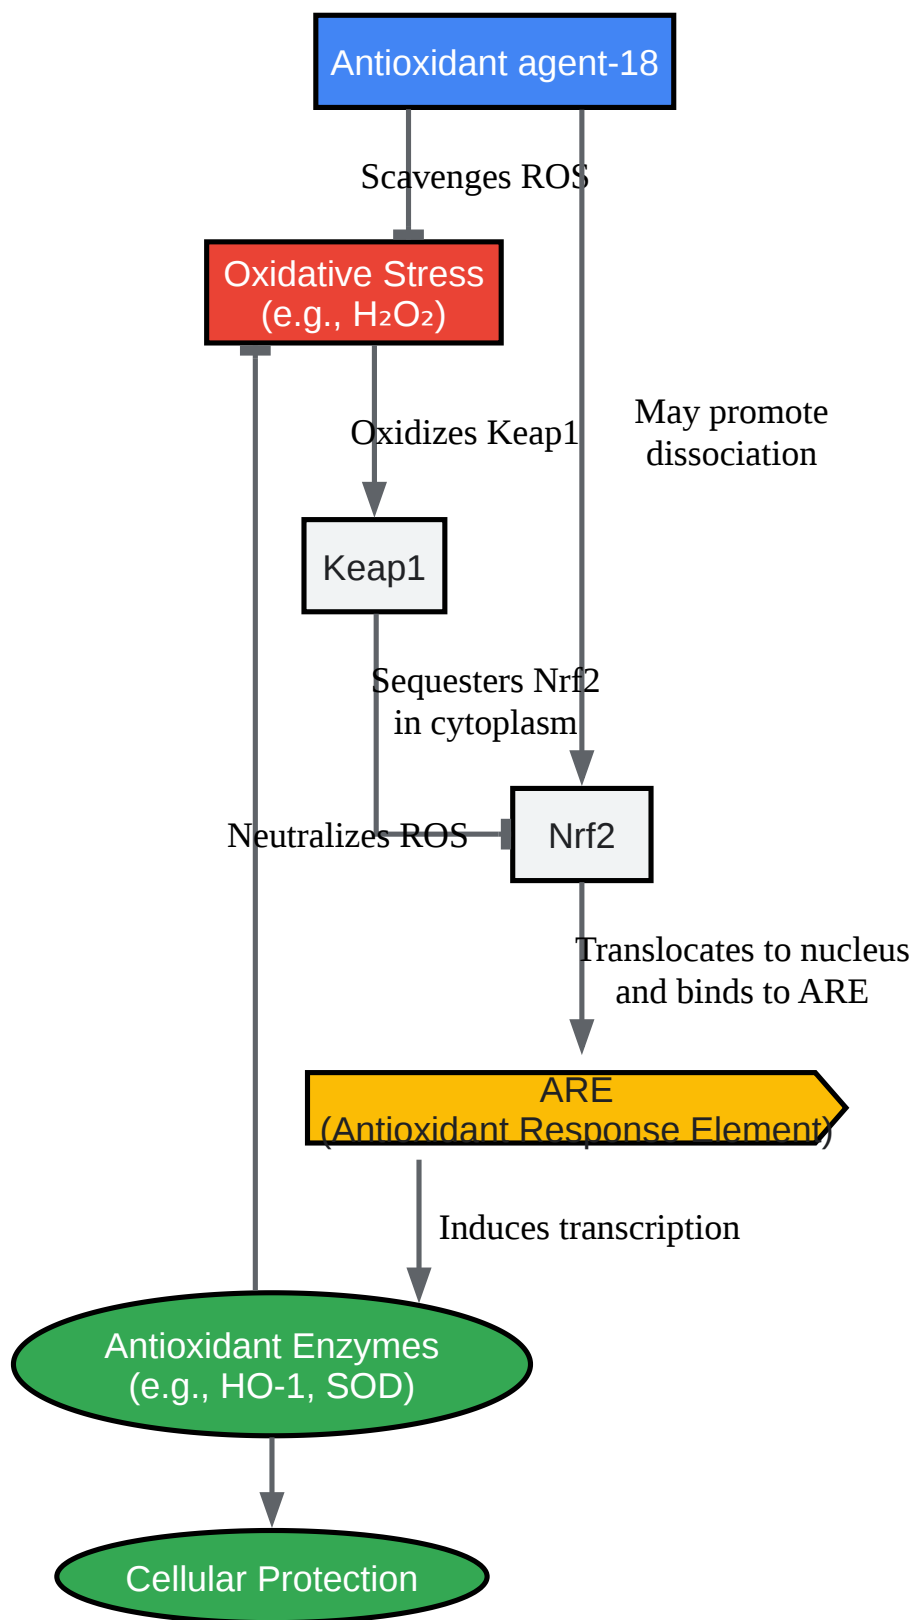 Antioxidant agent-18
Scavenges ROS
Oxidative Stress
(e.g., H₂O₂)
Oxidizes Keap1
May promote
dissociation
Keap1
Sequesters Nrf2
in cytoplasm
Neutralizes ROS
Nrf2
Translocates to nucleus
and binds to ARE
ARE
(Antioxidant Response Element)
Induces transcription
Antioxidant Enzymes
(e.g., HO-1, SOD)
Cellular Protection